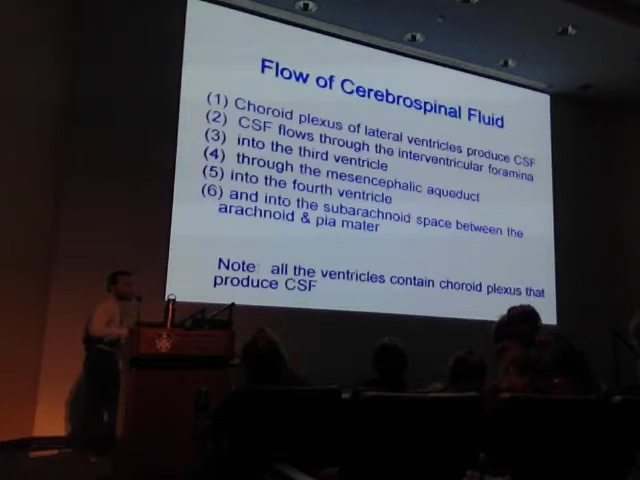 Flow of Cerebrospinal Fluid
(1) Choroid plexus of lateral ventricles produce CSF
(2) CSF flows through the interventricular foramina
(3) into the third ventricle
(4) through the mesencephalic aqueduct
(5) into the fourth ventricle
(6) and into the subarachnoid space between the
arachnoid & pia mater
Note: all the ventricles contain choroid plexus that
produce CSF